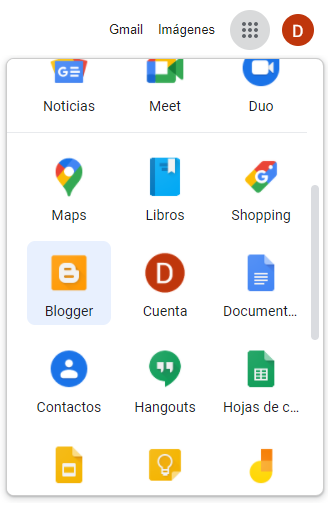 Gmail Imágenes D
Noticias Meet Duo
Maps Libros Shopping
D
Blogger Cuenta Document...
Contactos Hangouts Hojas de c...